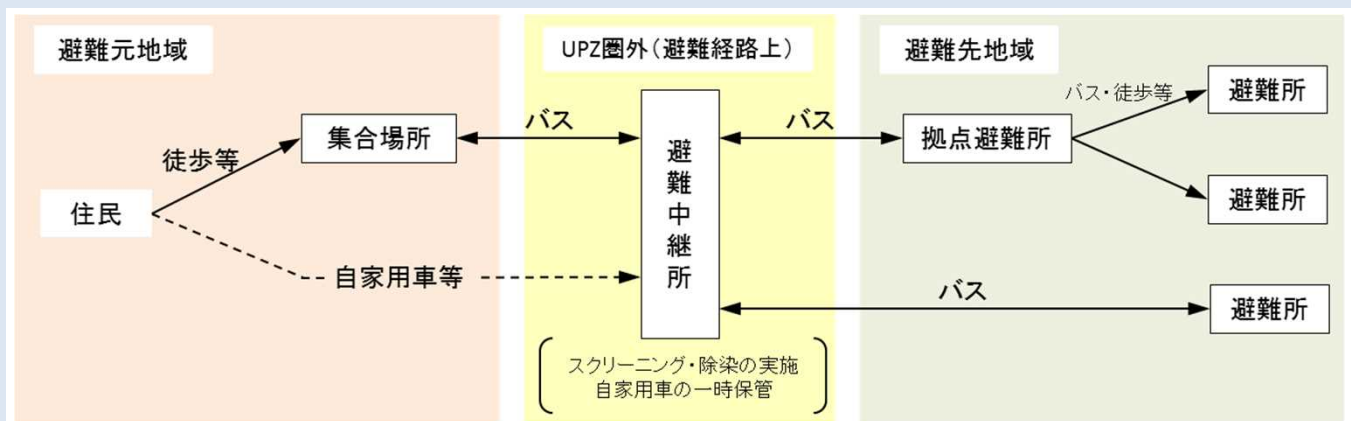 避難元地域
住民
徒歩等
集合場所
自家用車等
バス
UPZ圏外(避難経路上)
避難中継所
スクリーニング・除染の実施
自家用車の一時保管
バス
避難先地域
拠点避難所
バス・徒歩等
避難所
避難所
バス
避難所